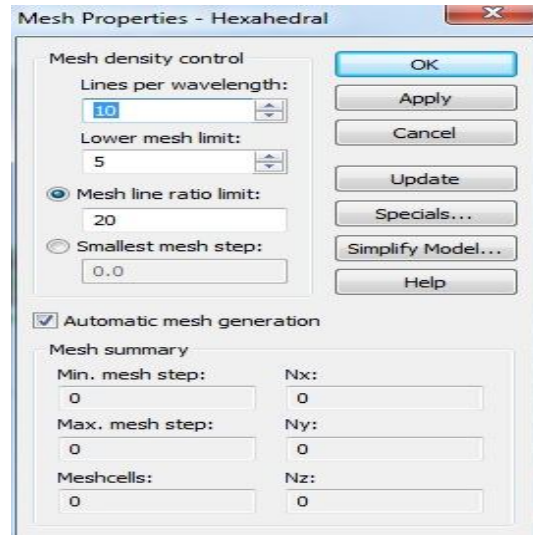 Mesh Properties - Hexahedral
Mesh density control
Lines per wavelength:
10
Lower mesh limit:
5
Mesh line ratio limit:
20
Smallest mesh step:
0.0
OK
Apply
Cancel
Update
Specials...
Simplify Model...
Help
Automatic mesh generation
Mesh summary
Min. mesh step:
Nx:
0
0
Max. mesh step:
Ny:
0
0
Meshcells:
Nz:
0
0